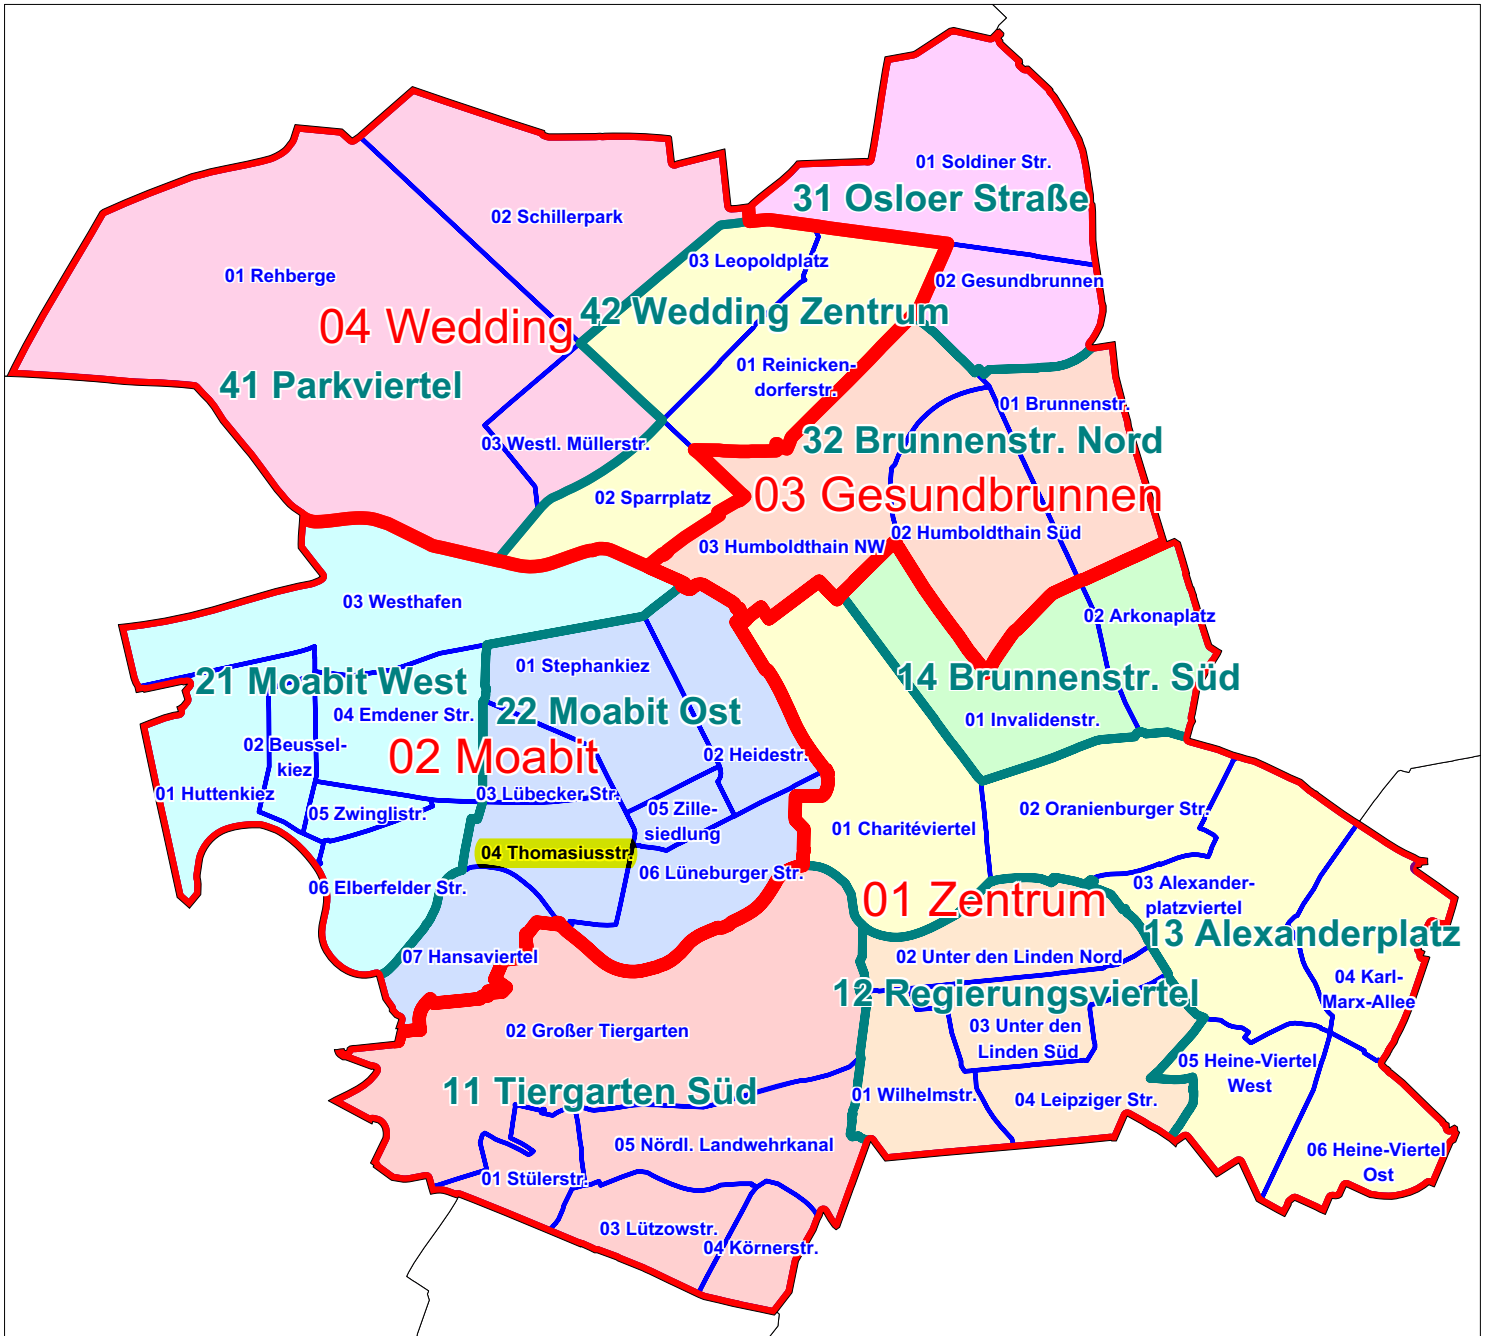 01 Soldiner Str.
31 Osloer Straße
02 Schillerpark
03 Leopoldplatz
01 Rehberge
02 Gesundbrunnen
04 Wedding
42 Wedding Zentrum
01 Reinicken-
dorferstr.
41 Parkviertel
01 Brunnenstr.
03 Westl. Müllerstr.
32 Brunnenstr. Nord
02 Sparrplatz
03 Gesundbrunnen
02 Humboldthain Süd
03 Humboldthain NW
03 Westhafen
02 Arkonaplatz
01 Stephankiez
21 Moabit West
14 Brunnenstr. Süd
04 Emdener Str.
22 Moabit Ost
01 Invalidenstr.
02 Beussel-
kiez
02 Moabit
02 Heidestr.
01 Huttenkiez
03 Lübecker Str.
05 Zwinglistr.
05 Zille-
siedlung
02 Oranienburger Str.
01 Charitéviertel
04 Thomasiusstr.
06 Lüneburger Str.
06 Elberfelder Str.
01 Zentrum
03 Alexander-
platzviertel
13 Alexanderplatz
07 Hansaviertel
02 Unter den Linden Nord
12 Regierungsviertel
04 Karl-
Marx-Allee
02 Großer Tiergarten
03 Unter den
Linden Süd
05 Heine-Viertel
West
11 Tiergarten Süd
01 Wilhelmstr.
04 Leipziger Str.
05 Nördl. Landwehrkanal
06 Heine-Viertel
Ost
01 Stülerstr.
03 Lützowstr.
04 Körnerstr.